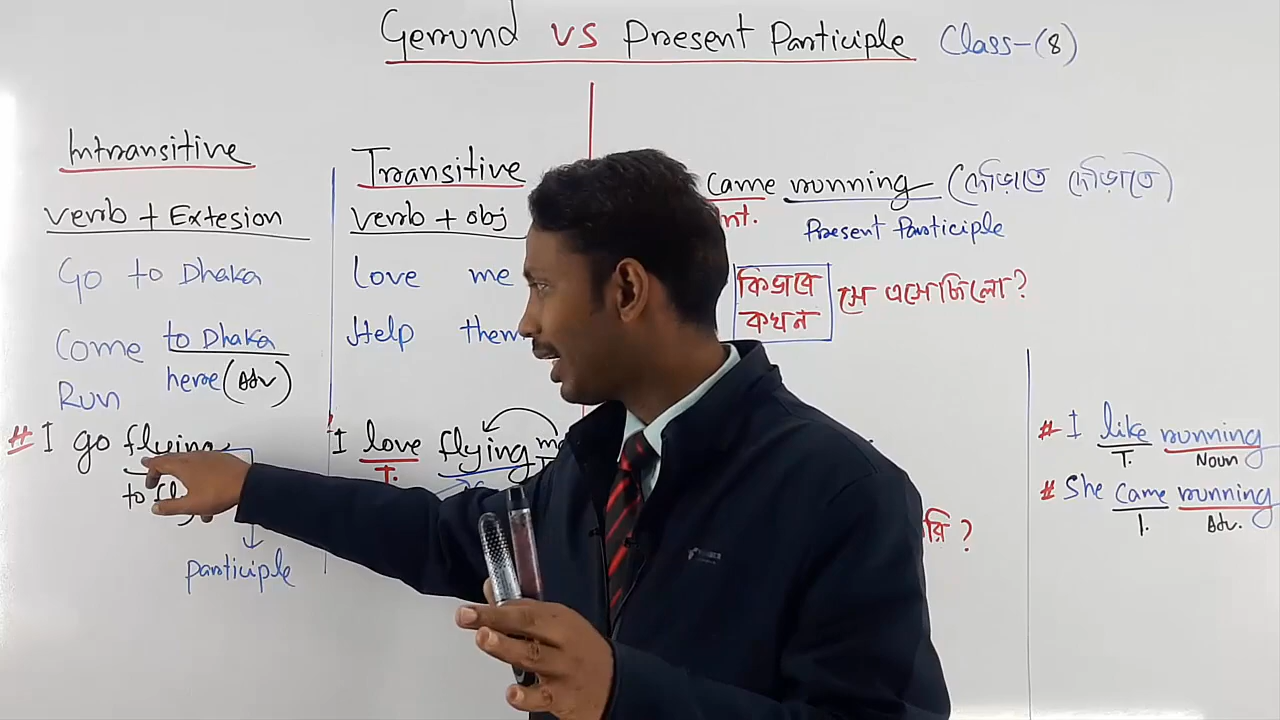 Gerund vs Present Participle Class-(8)
Intransitive
verb + Extesion
Go to Dhaka
Come to Dhaka
here (Adv)
Run
# I go flying
to
participle
Transitive
verb + obj
Love me
Help them
I love flying
T.
came running (দৌড়াতে দৌড়াতে)
Int.
Present Participle
কিভাবে
কখন
সে এসেছিলো?
রি ?
# I like running
T. Noun
# She came running
I. Adv.